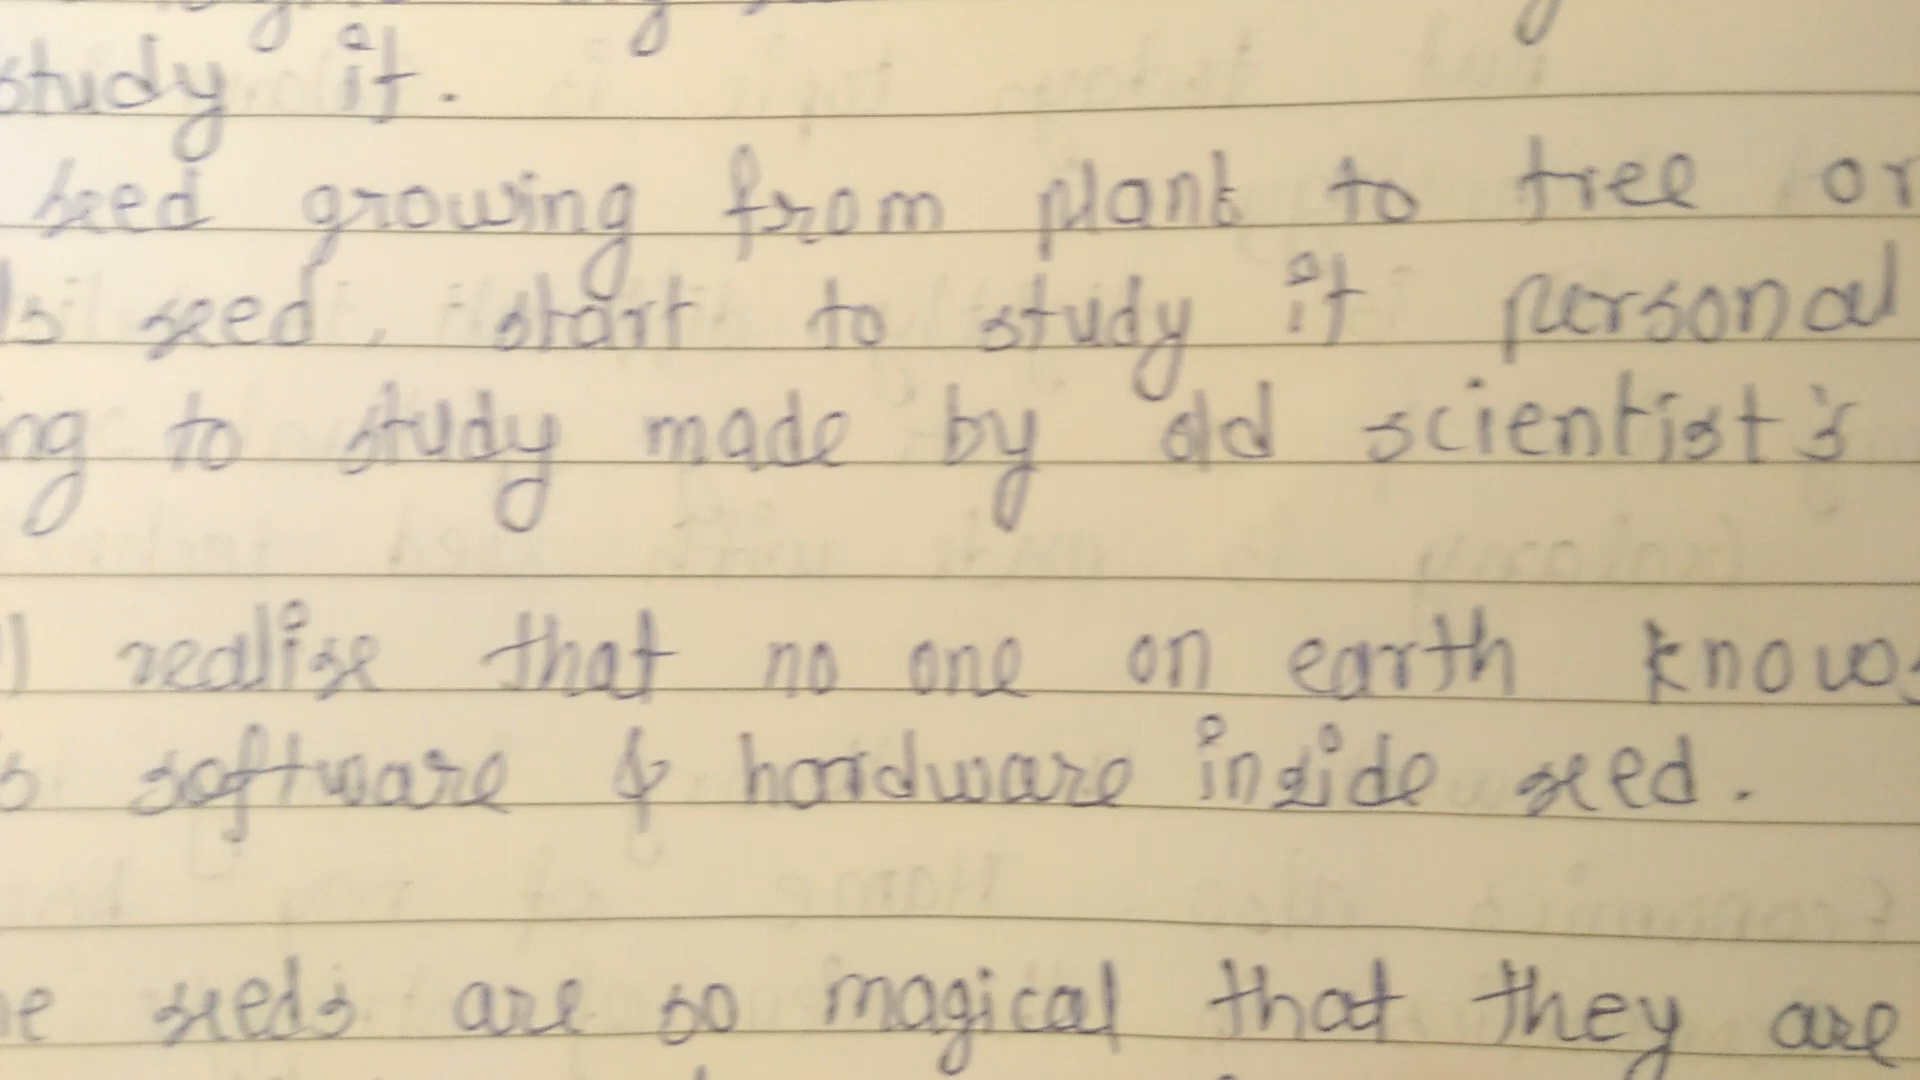 study it.
seed growing from plant to tree or
seed, start to study it personal
to study made by old scientist's
realise that no one on earth knows
software & hardware inside seed.
seeds are so magical that they are